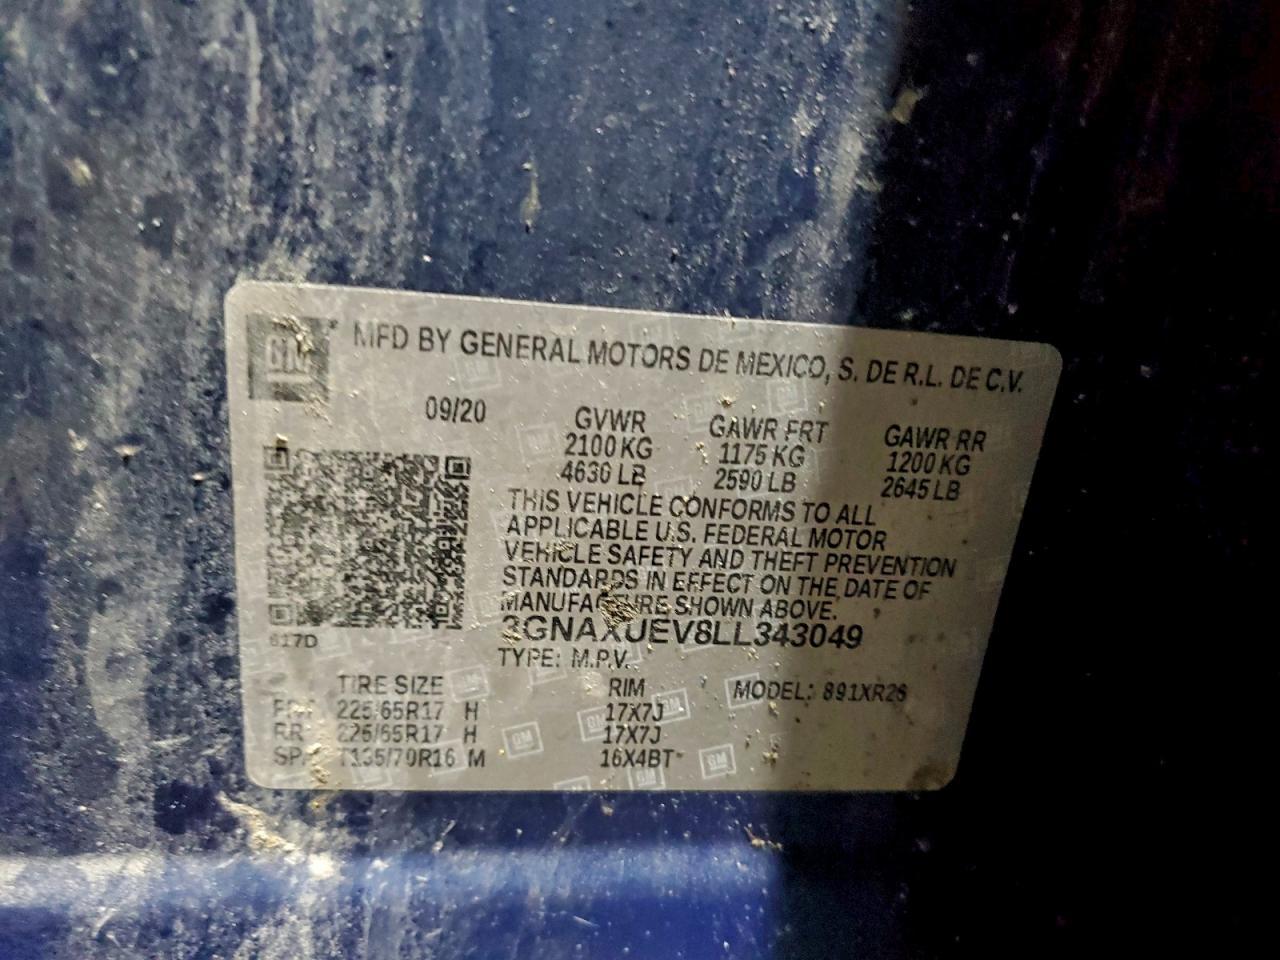 GM
MFD BY GENERAL MOTORS DE MEXICO, S. DE R.L. DE C.V.
09/20
GVWR GAWR FRT GAWR RR
2100 KG 1175 KG 1200 KG
4630 LB 2590 LB 2645 LB
THIS VEHICLE CONFORMS TO ALL
APPLICABLE U.S. FEDERAL MOTOR
VEHICLE SAFETY AND THEFT PREVENTION
STANDARDS IN EFFECT ON THE DATE OF
MANUFACTURE SHOWN ABOVE.
3GNAXUEV8LL343049
617D
TYPE: M.P.V.
TIRE SIZE RIM MODEL: 891XR26
FRT 225/65R17 H 17X7J
RR 225/65R17 H 17X7J
SPA T135/70R16 M 16X4BT